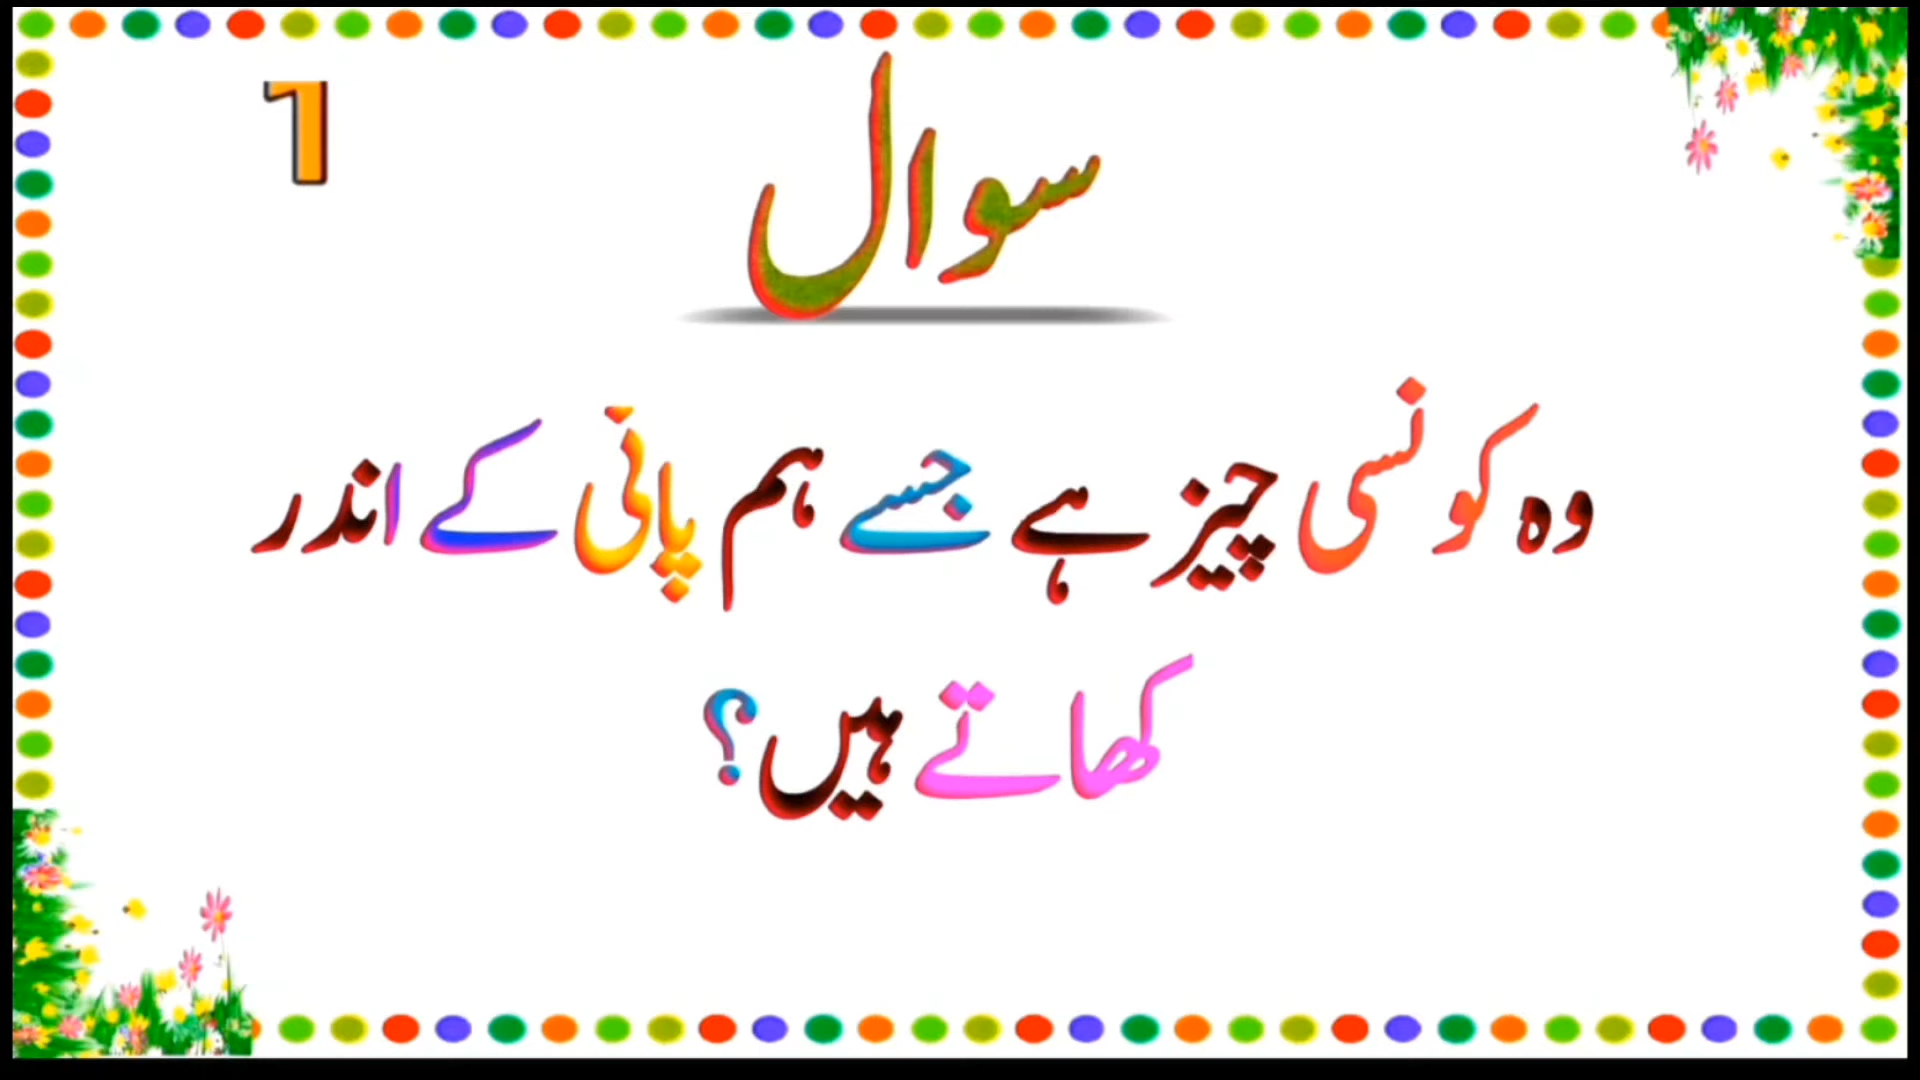 1
سوال
وہ کونسی چیز ہے جسے ہم پانی کے اندر
کھاتے ہیں؟